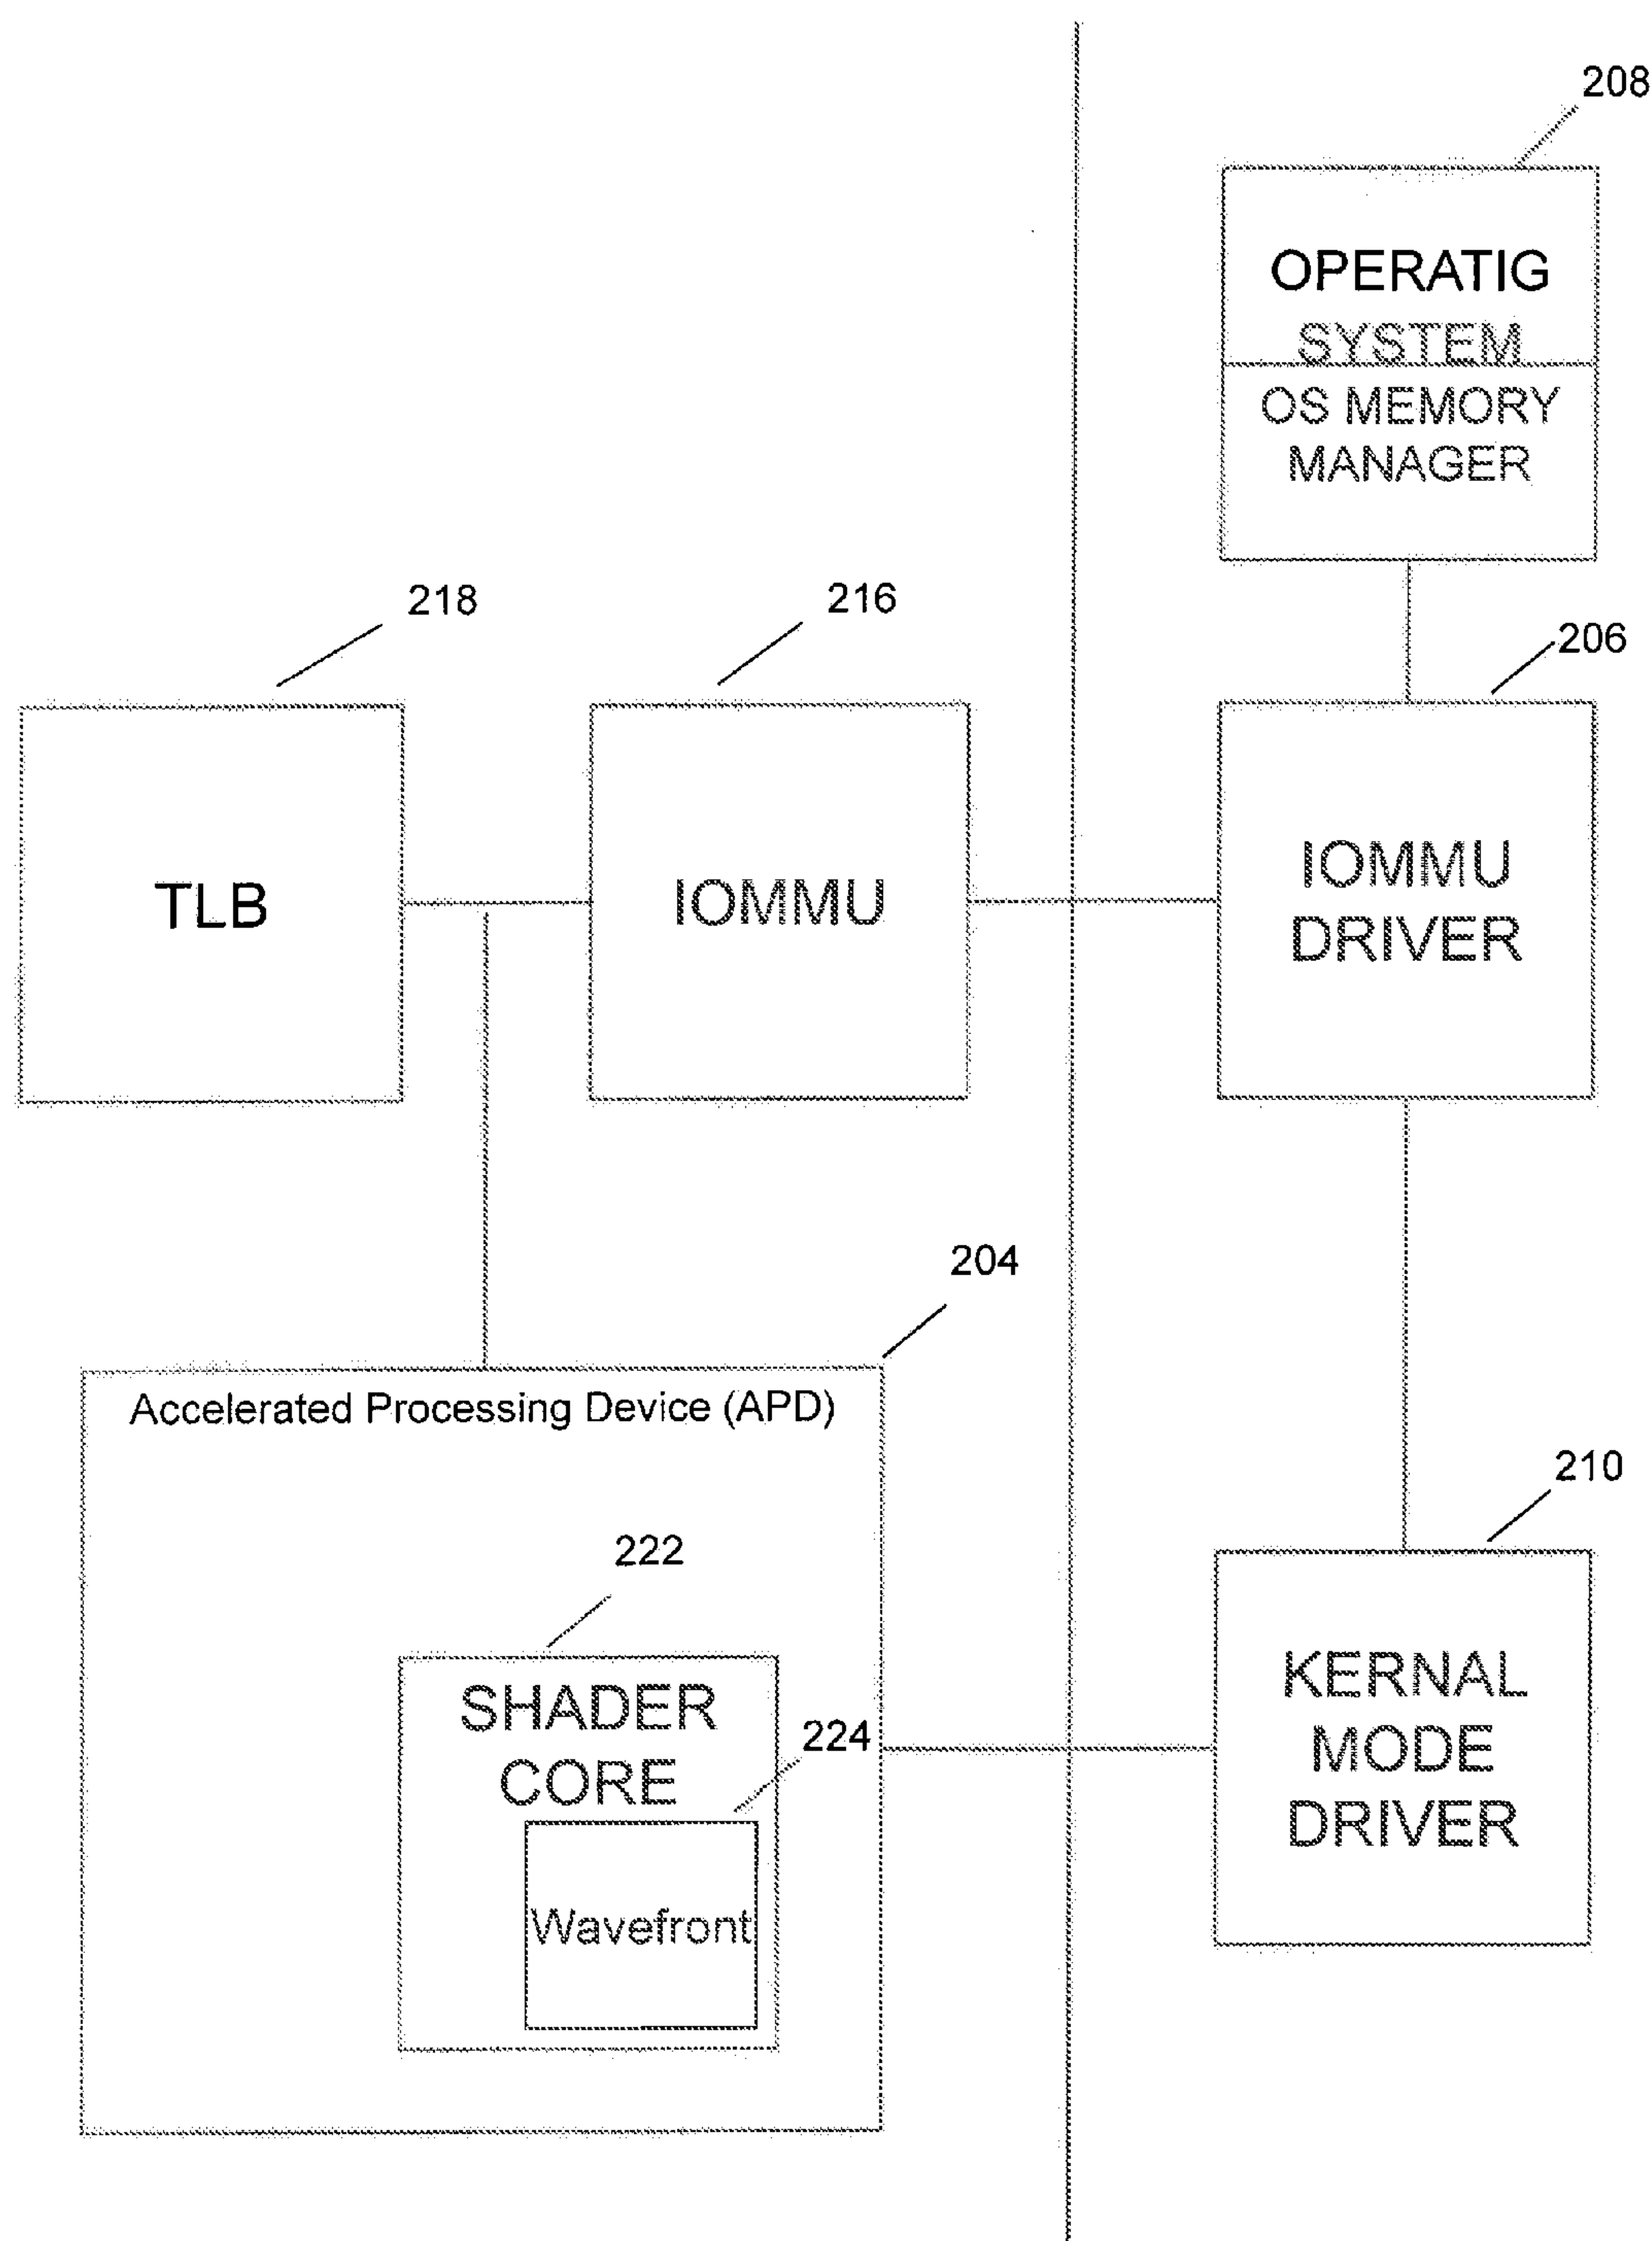 208
OPERATIG
SYSTEM
OS MEMORY
MANAGER
218
216
206
TLB
IOMMU
IOMMU
DRIVER
204
Accelerated Processing Device (APD)
210
222
SHADER
CORE
224
Wavefront
KERNAL
MODE
DRIVER